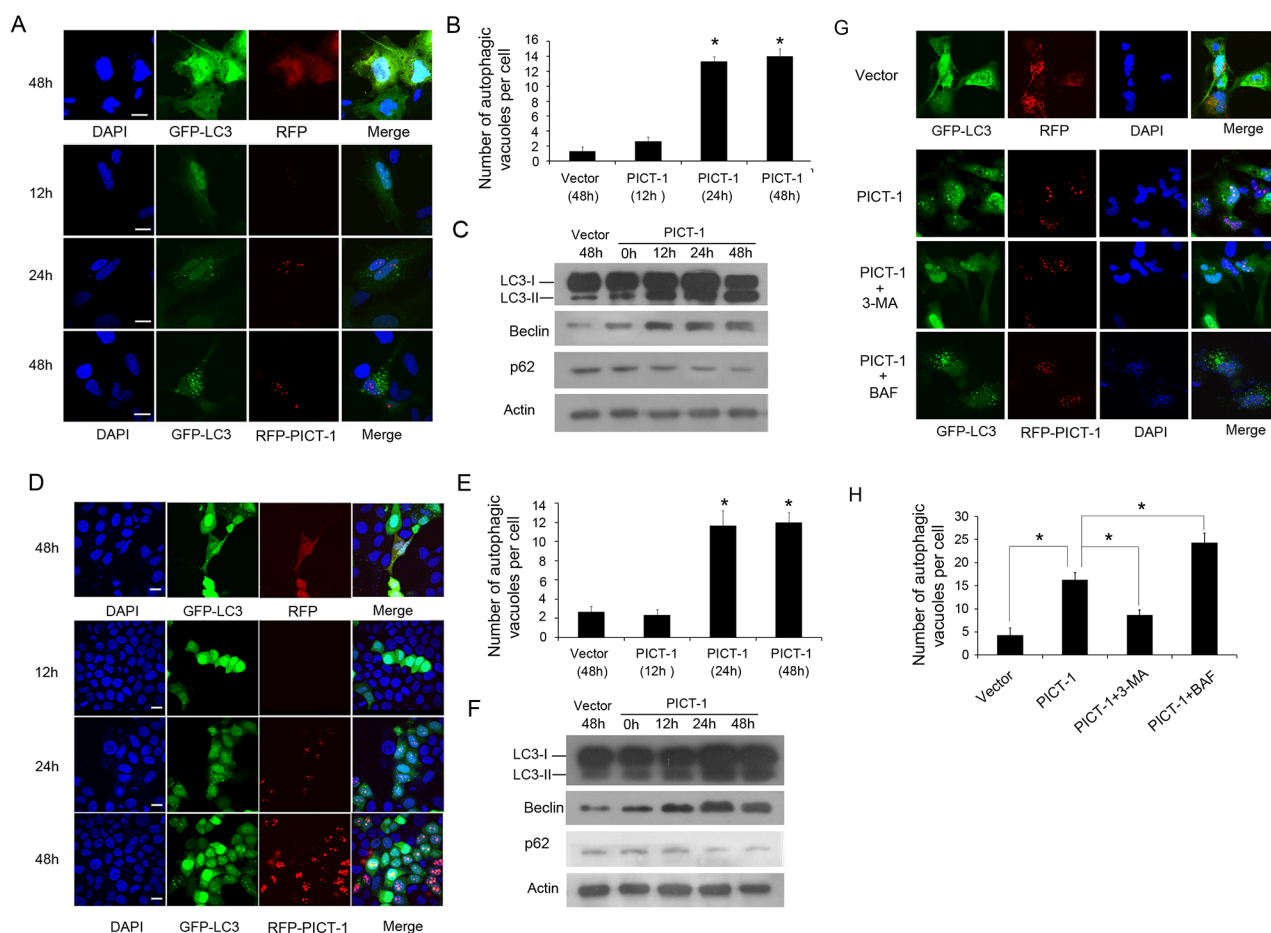 A
48h
DAPI GFP-LC3 RFP Merge
12h
24h
48h
DAPI GFP-LC3 RFP-PICT-1 Merge
B
Number of autophagic
vacuoles per cell
16
14
12
10
8
6
4
2
0
* *
Vector PICT-1 PICT-1 PICT-1
(48h) (12h ) (24h) (48h)
C
Vector PICT-1
48h 0h 12h 24h 48h
LC3-I
LC3-II
Beclin
p62
Actin
D
48h
DAPI GFP-LC3 RFP Merge
12h
24h
48h
DAPI GFP-LC3 RFP-PICT-1 Merge
E
Number of autophagic
vacuoles per cell
14
12
10
8
6
4
2
0
* *
Vector PICT-1 PICT-1 PICT-1
(48h) (12h ) (24h) (48h)
F
Vector PICT-1
48h 0h 12h 24h 48h
LC3-I
LC3-II
Beclin
p62
Actin
G
Vector
GFP-LC3 RFP DAPI Merge
PICT-1
PICT-1
+
3-MA
PICT-1
+
BAF
GFP-LC3 RFP-PICT-1 DAPI Merge
H
Number of autophagic
vacuoles per cell
30
25
20
15
10
5
0
*
* *
Vector PICT-1 PICT-1+3-MA PICT-1+BAF